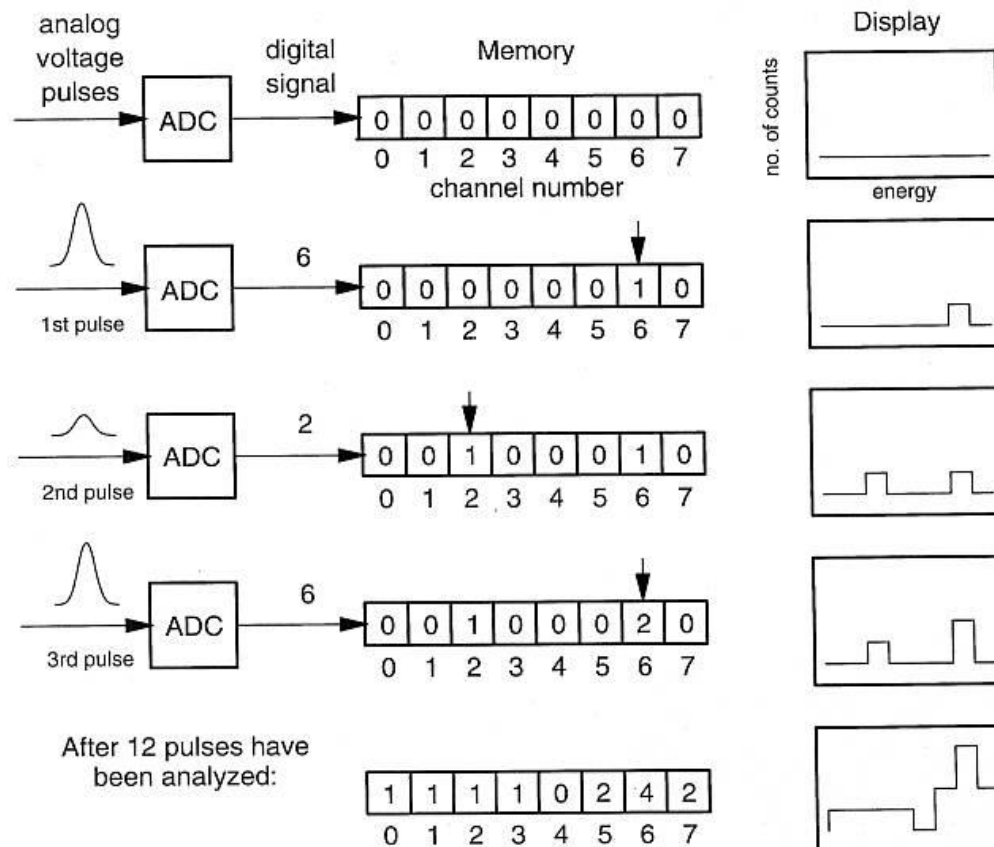 analog
voltage
pulses
digital
signal
Memory
Display
ADC
0 0 0 0 0 0 0 0
0 1 2 3 4 5 6 7
channel number
no. of counts
energy
1st pulse
ADC
6
0 0 0 0 0 0 1 0
0 1 2 3 4 5 6 7
2nd pulse
ADC
2
0 0 1 0 0 0 1 0
0 1 2 3 4 5 6 7
3rd pulse
ADC
6
0 0 1 0 0 0 2 0
0 1 2 3 4 5 6 7
After 12 pulses have
been analyzed:
1 1 1 1 0 2 4 2
0 1 2 3 4 5 6 7